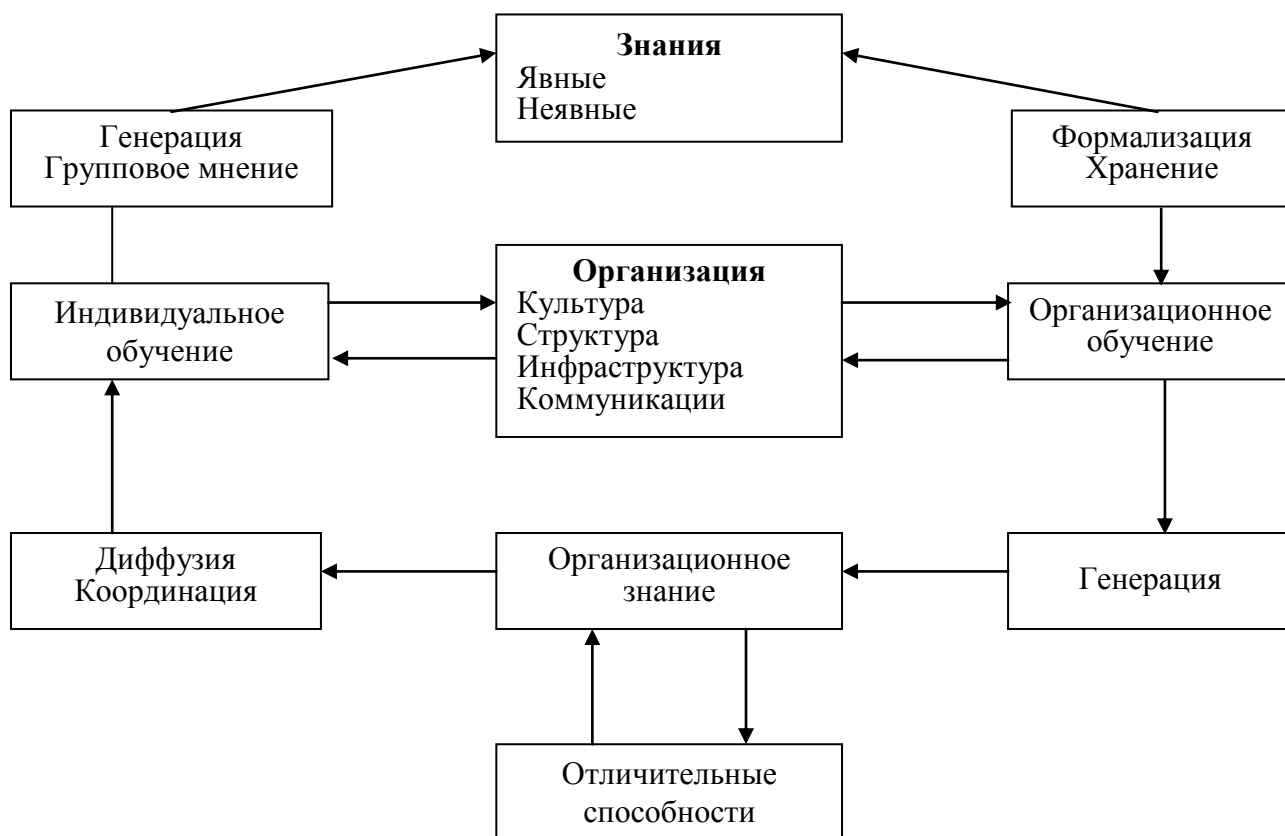 Знания
Явные
Неявные
Генерация
Групповое мнение
Формализация
Хранение
Организация
Культура
Структура
Инфраструктура
Коммуникации
Индивидуальное
обучение
Организационное
обучение
Диффузия
Координация
Организационное
знание
Генерация
Отличительные
способности